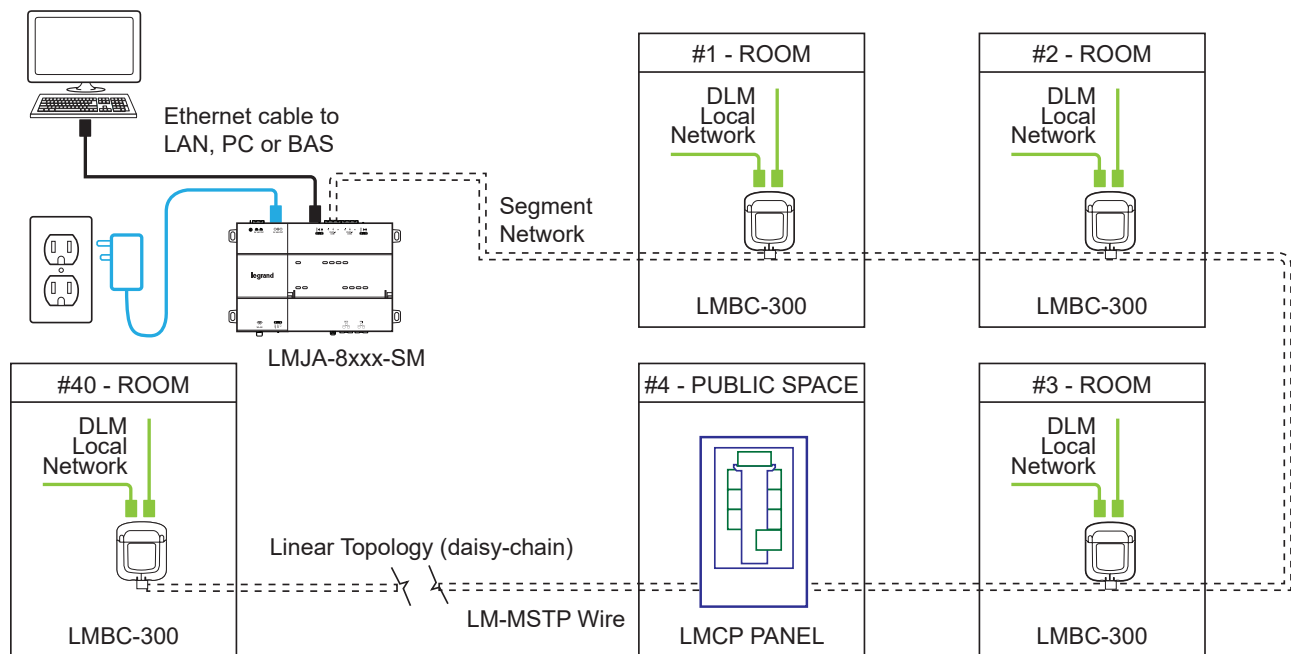 Ethernet cable to
LAN, PC or BAS
legrand
LMJA-8xxx-SM
Segment
Network
#1 - ROOM
DLM
Local
Network
LMBC-300
#2 - ROOM
DLM
Local
Network
LMBC-300
#3 - ROOM
DLM
Local
Network
LMBC-300
#4 - PUBLIC SPACE
LMCP PANEL
Linear Topology (daisy-chain)
LM-MSTP Wire
#40 - ROOM
DLM
Local
Network
LMBC-300